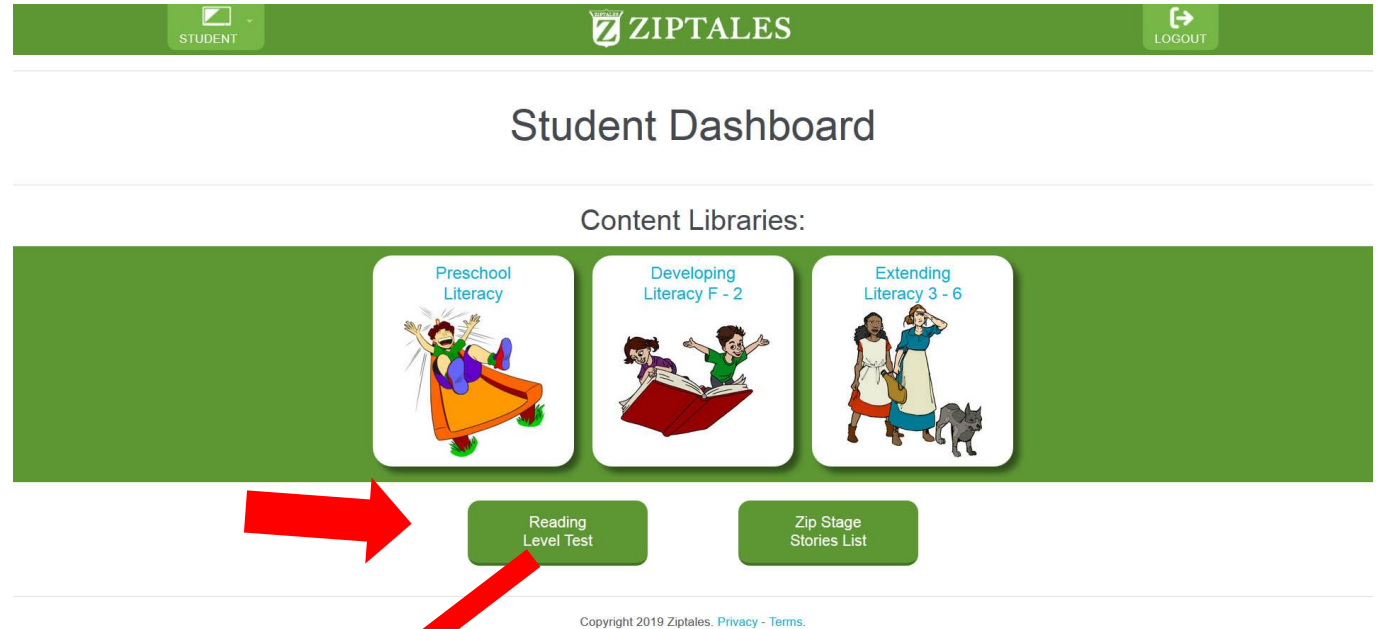 STUDENT
ZIPTALES
LOGOUT
Student Dashboard
Content Libraries:
Preschool
Literacy
Developing
Literacy F - 2
Extending
Literacy 3 - 6
Reading
Level Test
Zip Stage
Stories List
Copyright 2019 Ziptales. Privacy - Terms.